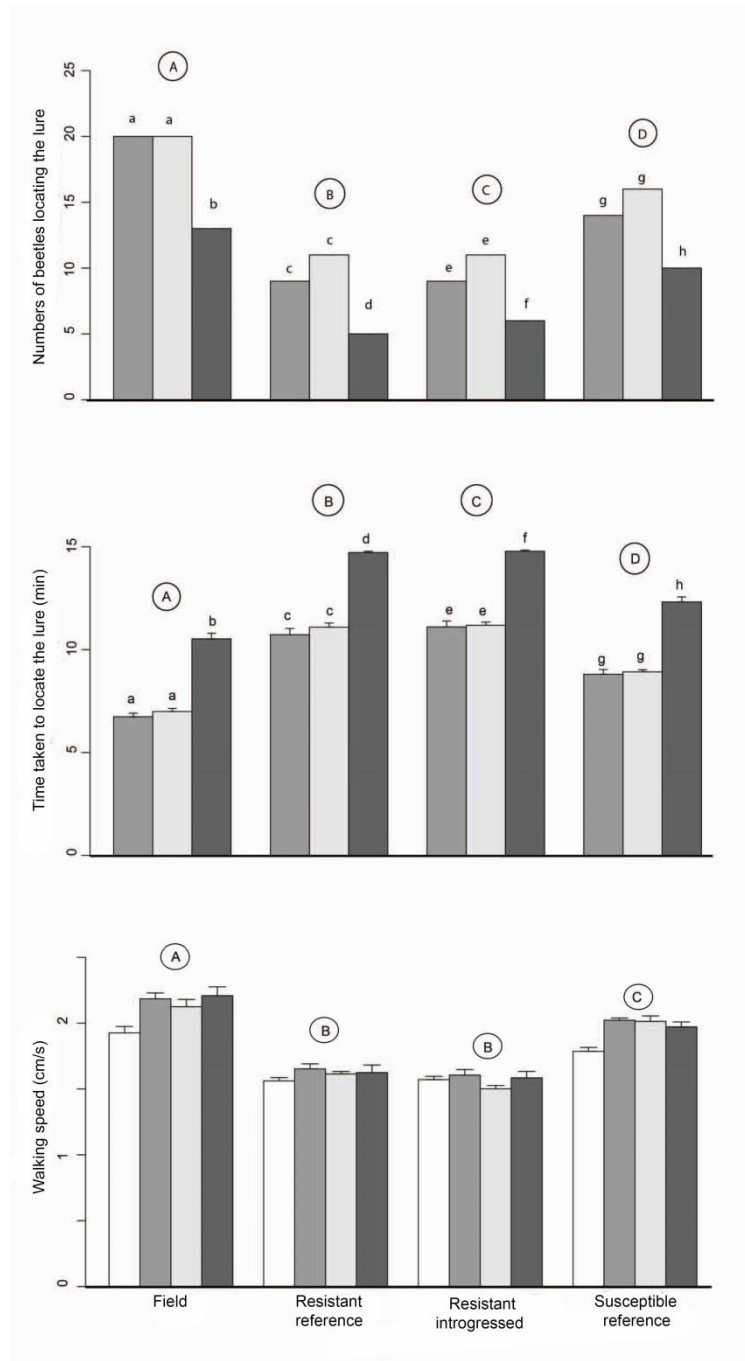 Numbers of beetles locating the lure
25
20
15
10
5
0
A
a a
b
B
c
c
d
C
e
e
f
D
g
g
h
Time taken to locate the lure (min)
15
10
5
0
A
a a
b
B
c c
d
C
e e
f
D
g g
h
Walking speed (cm/s)
2
1
0
A
B
B
C
Field
Resistant
reference
Resistant
introgressed
Susceptible
reference